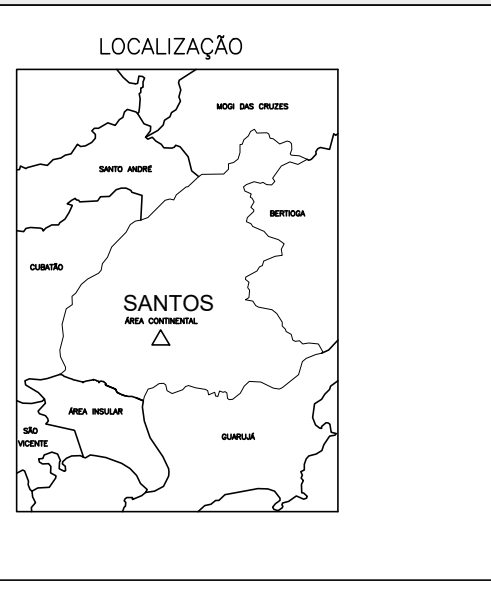 LOCALIZAÇÃO
MOGI DAS CRUZES
SANTO ANDRÉ
BERTIOGA
CUBATÃO
SANTOS
ÁREA CONTINENTAL
ÁREA INSULAR
SÃO
VICENTE
GUARUJÁ